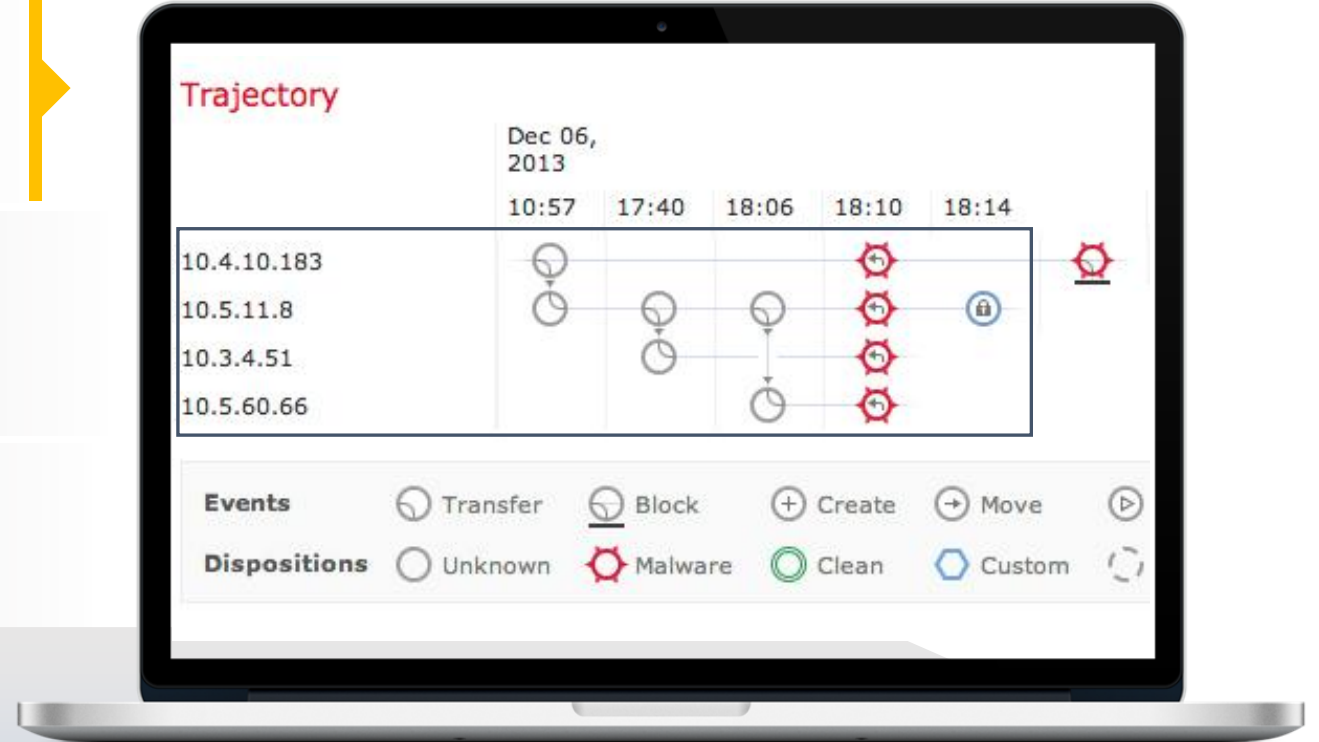 Trajectory
Dec 06,
2013
10:57 17:40 18:06 18:10 18:14
10.4.10.183
10.5.11.8
10.3.4.51
10.5.60.66
Events Transfer Block Create Move
Dispositions Unknown Malware Clean Custom